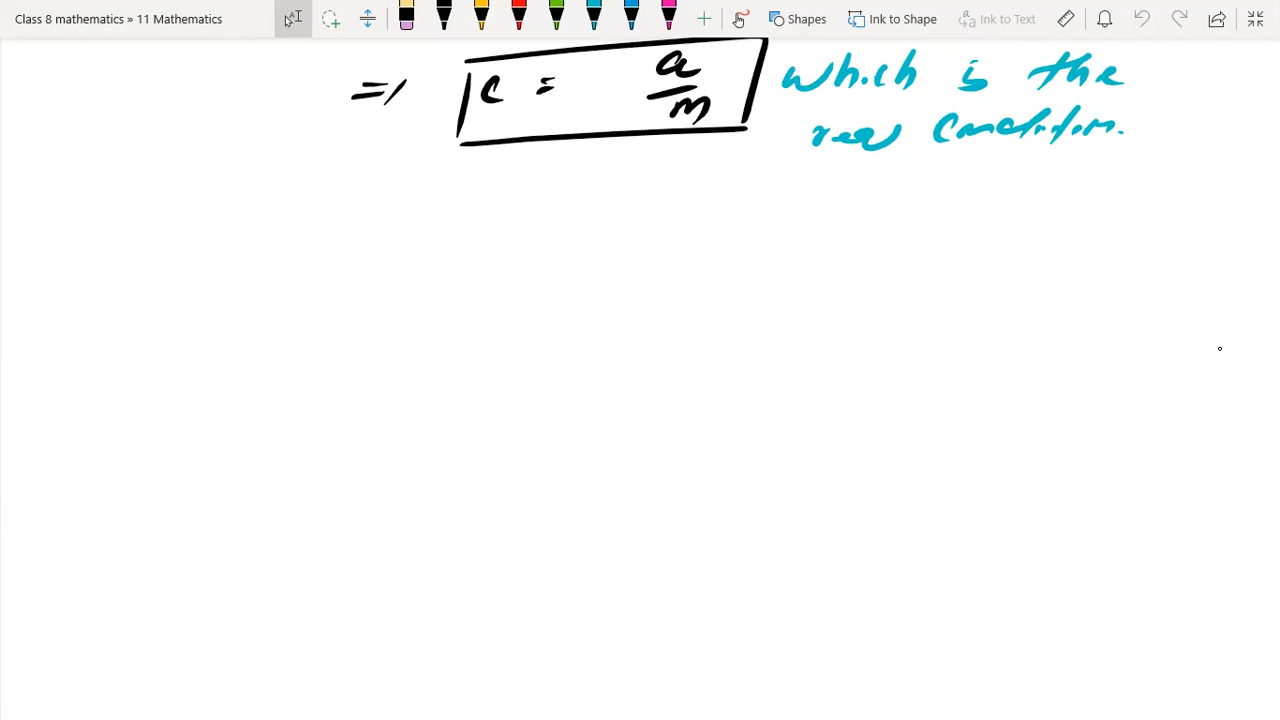 Class 8 mathematics » 11 Mathematics
Shapes
Ink to Shape
Ink to Text
=> c = a/m which is the
req condition.